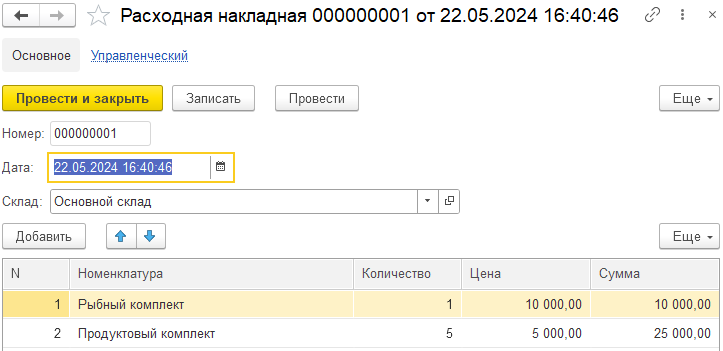 Расходная накладная 000000001 от 22.05.2024 16:40:46
Основное Управленческий
Провести и закрыть Записать Провести Еще
Номер: 000000001
Дата: 22.05.2024 16:40:46
Склад: Основной склад
Добавить Еще
N Номенклатура Количество Цена Сумма
1 Рыбный комплект 1 10 000,00 10 000,00
2 Продуктовый комплект 5 5 000,00 25 000,00